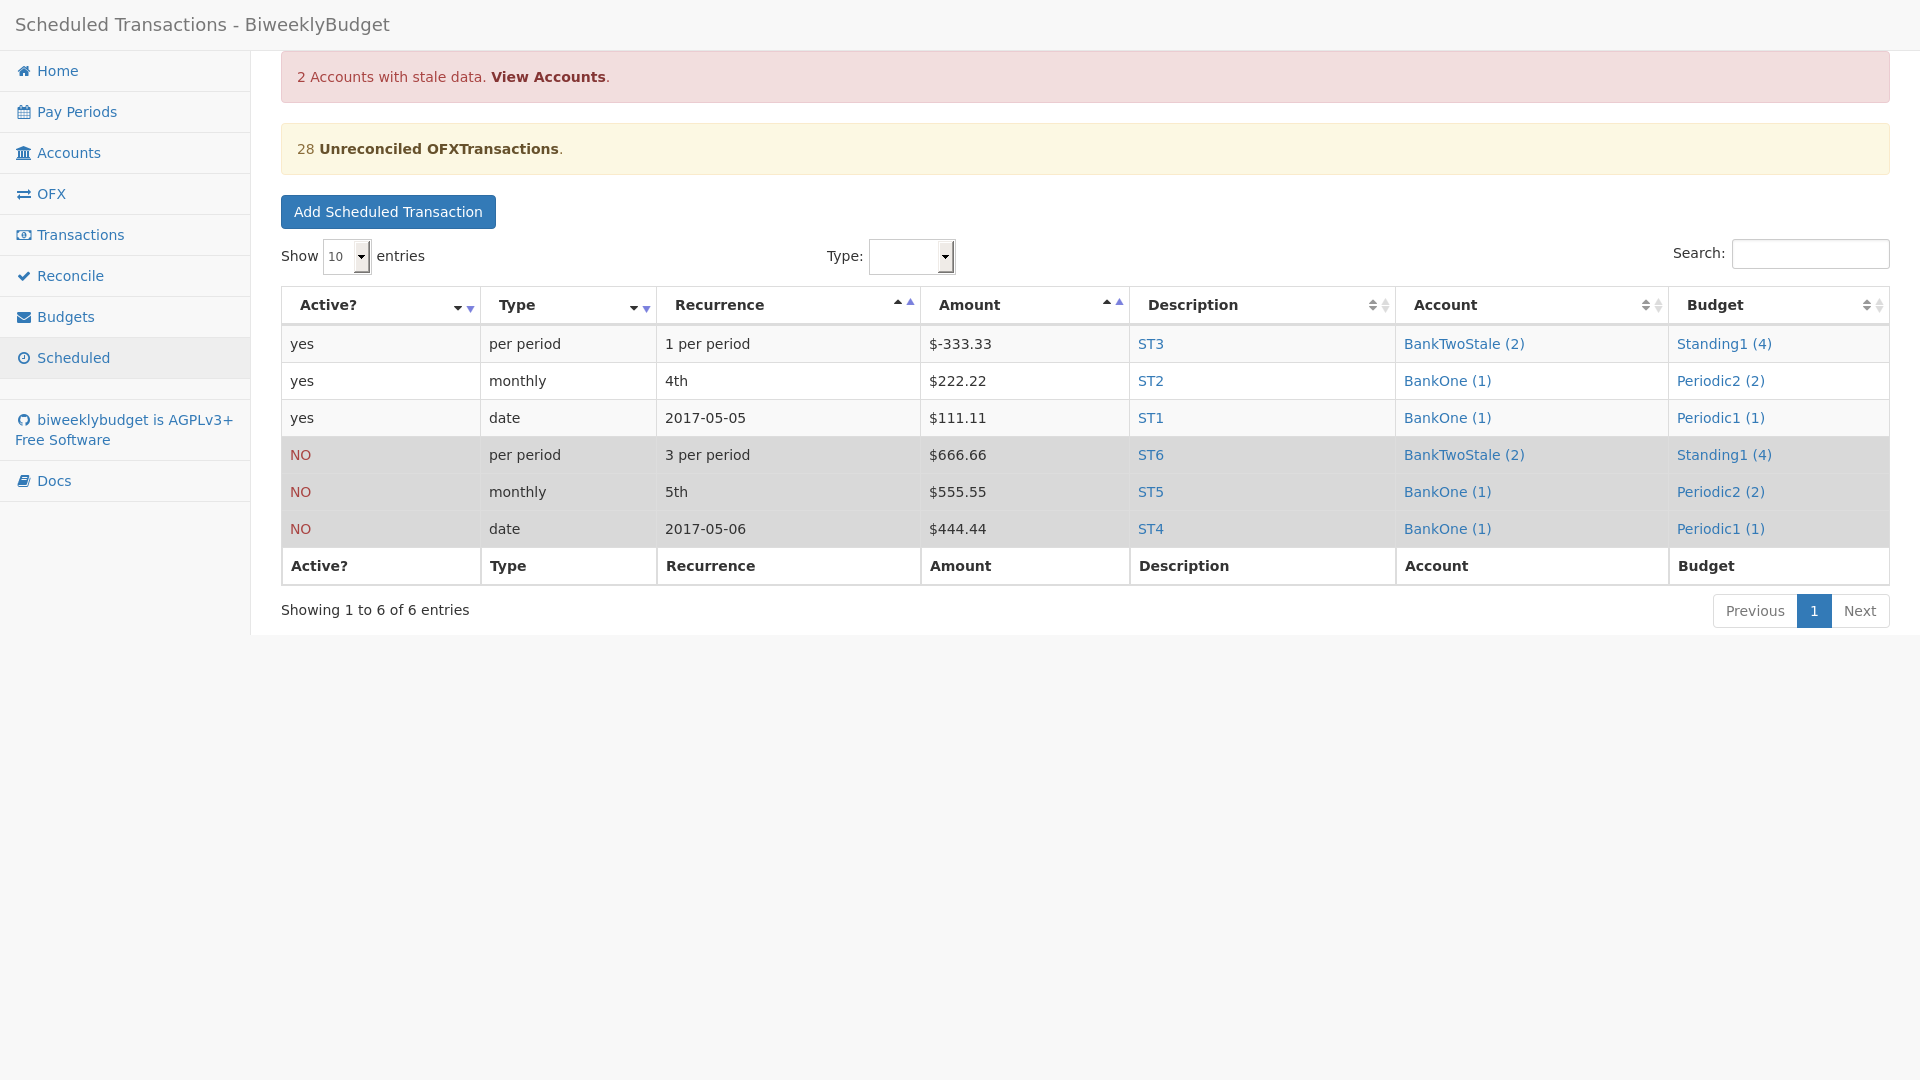 Scheduled Transactions - BiweeklyBudget
Home
Pay Periods
Accounts
OFX
Transactions
Reconcile
Budgets
Scheduled
biweeklybudget is AGPLv3+
Free Software
Docs
2 Accounts with stale data. View Accounts.
28 Unreconciled OFXTransactions.
Add Scheduled Transaction
Show 10 entries Type: Search:
Active? Type Recurrence Amount Description Account Budget
yes per period 1 per period $-333.33 ST3 BankTwoStale (2) Standing1 (4)
yes monthly 4th $222.22 ST2 BankOne (1) Periodic2 (2)
yes date 2017-05-05 $111.11 ST1 BankOne (1) Periodic1 (1)
NO per period 3 per period $666.66 ST6 BankTwoStale (2) Standing1 (4)
NO monthly 5th $555.55 ST5 BankOne (1) Periodic2 (2)
NO date 2017-05-06 $444.44 ST4 BankOne (1) Periodic1 (1)
Active? Type Recurrence Amount Description Account Budget
Showing 1 to 6 of 6 entries Previous 1 Next